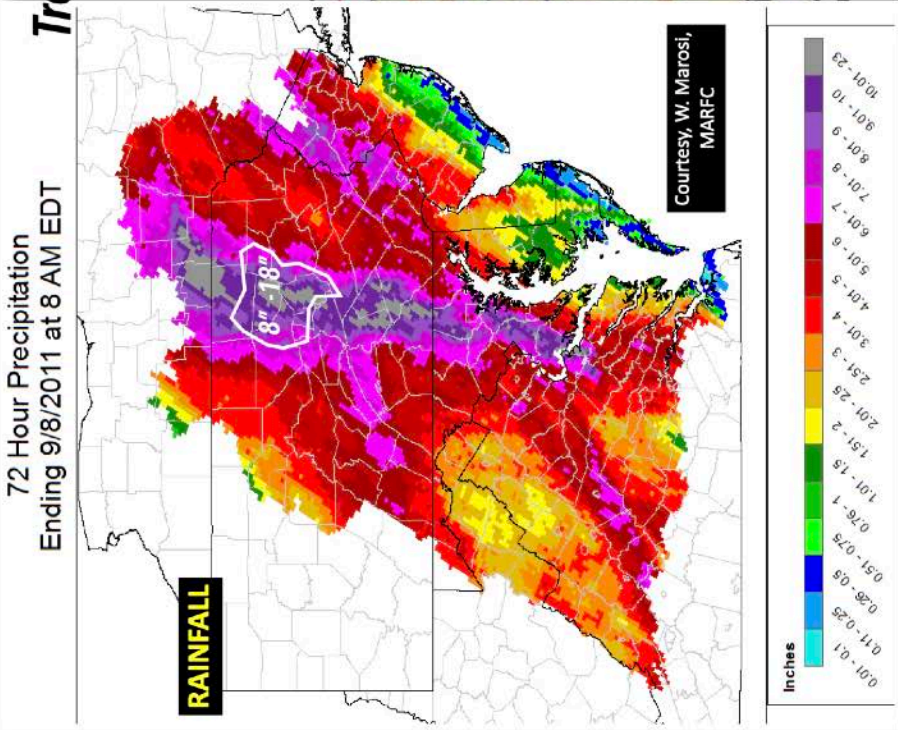 Tro
72 Hour Precipitation
Ending 9/8/2011 at 8 AM EDT
RAINFALL
8"-18"
Courtesy, W. Marosi,
MARFC
Inches
0.01 - 0.1
0.11 - 0.25
0.26 - 0.5
0.51 - 0.75
0.76 - 1
1.01 - 1.5
1.51 - 2
2.01 - 2.5
2.51 - 3
3.01 - 4
4.01 - 5
5.01 - 6
6.01 - 7
7.01 - 8
8.01 - 9
9.01 - 10
10.01 - 23